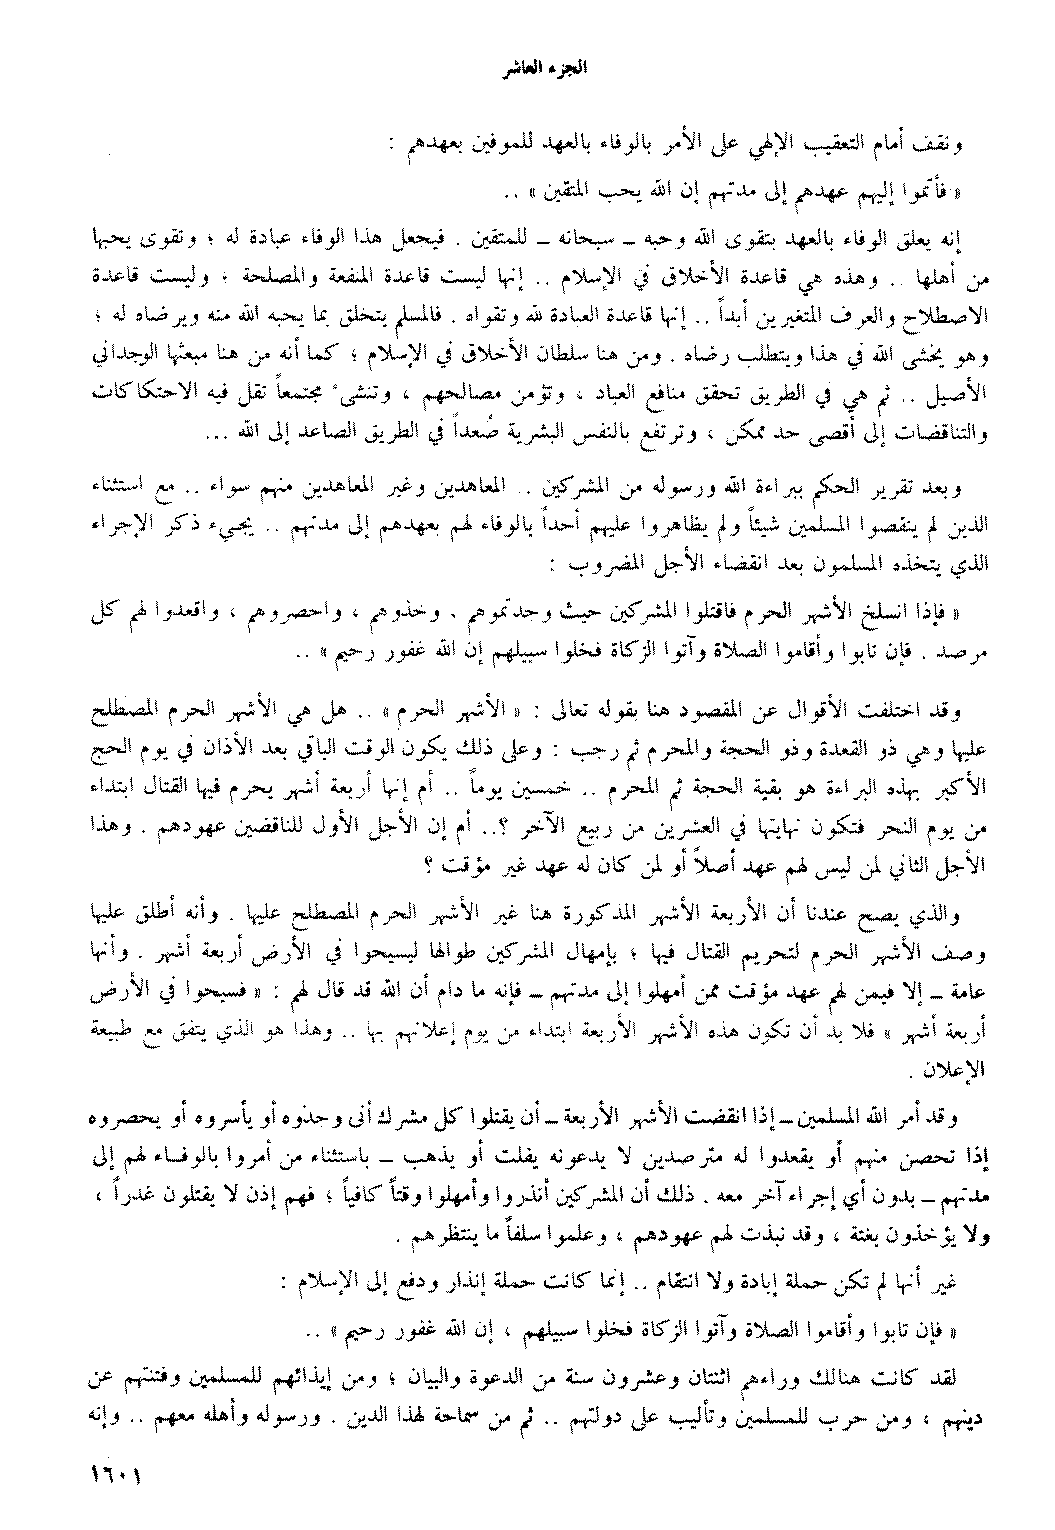 الجزء العاشر
ونقف أمام التعقيب الإلهي على الأمر بالوفاء بالعهد للموفين بعهدهم :
« فأتموا إليهم عهدهم إلى مدتهم إن الله يحب المتقين » ..
إنه يعلق الوفاء بالعهد بتقوى الله وحبه – سبحانه – للمتقين . فيجعل هذا الوفاء عبادة له ؛ وتقوى يحبها
من أهلها .. وهذه هي قاعدة الأخلاق في الإسلام .. إنها ليست قاعدة المنفعة والمصلحة ؛ وليست قاعدة
الاصطلاح والعرف المتغيرين أبداً .. إنها قاعدة العبادة لله وتقواه . فالمسلم يتخلق بما يحبه الله منه ويرضاه له ؛
وهو يخشى الله في هذا ويتطلب رضاه . ومن هنا سلطان الأخلاق في الإسلام ؛ كما أنه من هنا مبعثها الوجداني
الأصيل .. ثم هي في الطريق تحقق منافع العباد ، وتؤمن مصالحهم ، وتنشىء مجتمعاً تقل فيه الاحتكاكات
والتناقضات إلى أقصى حد ممكن ، وترتفع بالنفس البشرية صُعداً في الطريق الصاعد إلى الله ...
وبعد تقرير الحكم ببراءة الله ورسوله من المشركين .. المعاهدين وغير المعاهدين منهم سواء .. مع استثناء
الذين لم ينقصوا المسلمين شيئاً ولم يظاهروا عليهم أحداً بالوفاء لهم بعهدهم إلى مدتهم .. يجيء ذكر الإجراء
الذي يتخذه المسلمون بعد انقضاء الأجل المضروب :
« فإذا انسلخ الأشهر الحرم فاقتلوا المشركين حيث وجدتموهم . وخذوهم ، واحصروهم ، واقعدوا لهم كل
مرصد . فإن تابوا وأقاموا الصلاة وآتوا الزكاة فخلوا سبيلهم إن الله غفور رحيم » ..
وقد اختلفت الأقوال عن المقصود هنا بقوله تعالى : « الأشهر الحرم » .. هل هي الأشهر الحرم المصطلح
عليها وهي ذو القعدة وذو الحجة والمحرم ثم رجب : وعلى ذلك يكون الوقت الباقي بعد الأذان في يوم الحج
الأكبر بهذه البراءة هو بقية الحجة ثم المحرم .. خمسين يوماً .. أم إنها أربعة أشهر يحرم فيها القتال ابتداء
من يوم النحر فتكون نهايتها في العشرين من ربيع الآخر ؟.. أم إن الأجل الأول للناقضين عهودهم . وهذا
الأجل الثاني لمن ليس لهم عهد أصلاً أو لمن كان له عهد غير مؤقت ؟
والذي يصح عندنا أن الأربعة الأشهر المذكورة هنا غير الأشهر الحرم المصطلح عليها . وأنه أطلق عليها
وصف الأشهر الحرم لتحريم القتال فيها ؛ بإمهال المشركين طوالها ليسيحوا في الأرض أربعة أشهر . وأنها
عامة – إلا فيمن لهم عهد مؤقت ممن أمهلوا إلى مدتهم – فإنه ما دام أن الله قد قال لهم : « فسيحوا في الأرض
أربعة أشهر » فلا بد أن تكون هذه الأشهر الأربعة ابتداء من يوم إعلانهم بها .. وهذا هو الذي يتفق مع طبيعة
الإعلان .
وقد أمر الله المسلمين – إذا انقضت الأشهر الأربعة – أن يقتلوا كل مشرك أنى وجدوه أو يأسروه أو يحصروه
إذا تحصن منهم أو يقعدوا له مترصدين لا يدعونه يفلت أو يذهب – باستثناء من أمروا بالوفاء لهم إلى
مدتهم – بدون أي إجراء آخر معه . ذلك أن المشركين أنذروا وأمهلوا وقتاً كافياً ؛ فهم إذن لا يقتلون غدراً ،
ولا يؤخذون بغتة ، وقد نبذت لهم عهودهم ، وعلموا سلفاً ما ينتظرهم .
غير أنها لم تكن حملة إبادة ولا انتقام .. إنما كانت حملة إنذار ودفع إلى الإسلام :
« فإن تابوا وأقاموا الصلاة وآتوا الزكاة فخلوا سبيلهم ، إن الله غفور رحيم » ..
لقد كانت هنالك وراءهم اثنتان وعشرون سنة من الدعوة والبيان ؛ ومن إيذائهم للمسلمين وفتنتهم عن
دينهم ، ومن حرب للمسلمين وتأليب على دولتهم .. ثم من سماحة لهذا الدين . ورسوله وأهله معهم .. وإنه
١٦٠١